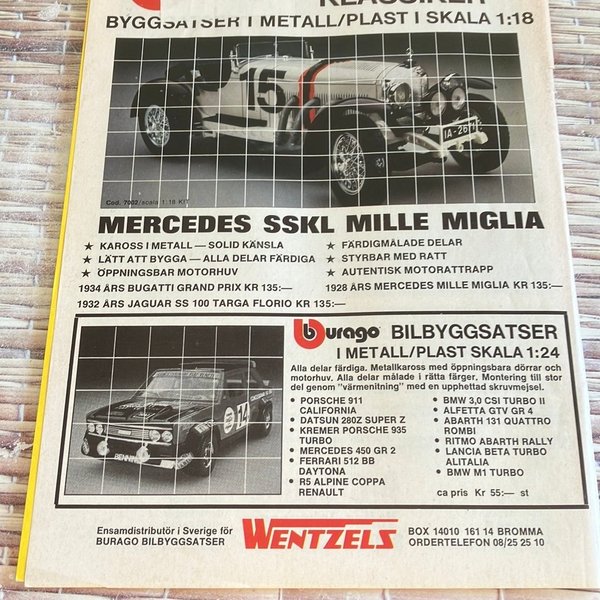 KLASSIKER
BYGGSATSER I METALL/PLAST I SKALA 1:18
15
IA-26
Cod. 7002/scala 1:18 KIT
MERCEDES SSKL MILLE MIGLIA
★ KAROSS I METALL — SOLID KÄNSLA
★ LÄTT ATT BYGGA — ALLA DELAR FÄRDIGA
★ ÖPPNINGSBAR MOTORHUV
★ FÄRDIGMÅLADE DELAR
★ STYRBAR MED RATT
★ AUTENTISK MOTORATTRAPP
1934 ÅRS BUGATTI GRAND PRIX KR 135:— 1928 ÅRS MERCEDES MILLE MIGLIA KR 135:—
1932 ÅRS JAGUAR SS 100 TARGA FLORIO KR 135:—
14
burago BILBYGGSATSER
I METALL/PLAST SKALA 1:24
Alla delar färdiga. Metallkaross med öppningsbara dörrar och
motorhuv. Alla delar målade i rätta färger. Montering till stor
del genom "värmenitning" med en upphettad skruvmejsel.
• PORSCHE 911
CALIFORNIA
• DATSUN 280Z SUPER Z
• KREMER PORSCHE 935
TURBO
• MERCEDES 450 GR 2
• FERRARI 512 BB
DAYTONA
• R5 ALPINE COPPA
RENAULT
• BMW 3,0 CSI TURBO II
• ALFETTA GTV GR 4
• ABARTH 131 QUATTRO
ROMBI
• RITMO ABARTH RALLY
• LANCIA BETA TURBO
ALITALIA
• BMW M1 TURBO
ca pris Kr 55:— st
Ensamdistributör i Sverige för
BURAGO BILBYGGSATSER
WENTZELS
BOX 14010 161 14 BROMMA
ORDERTELEFON 08/25 25 10